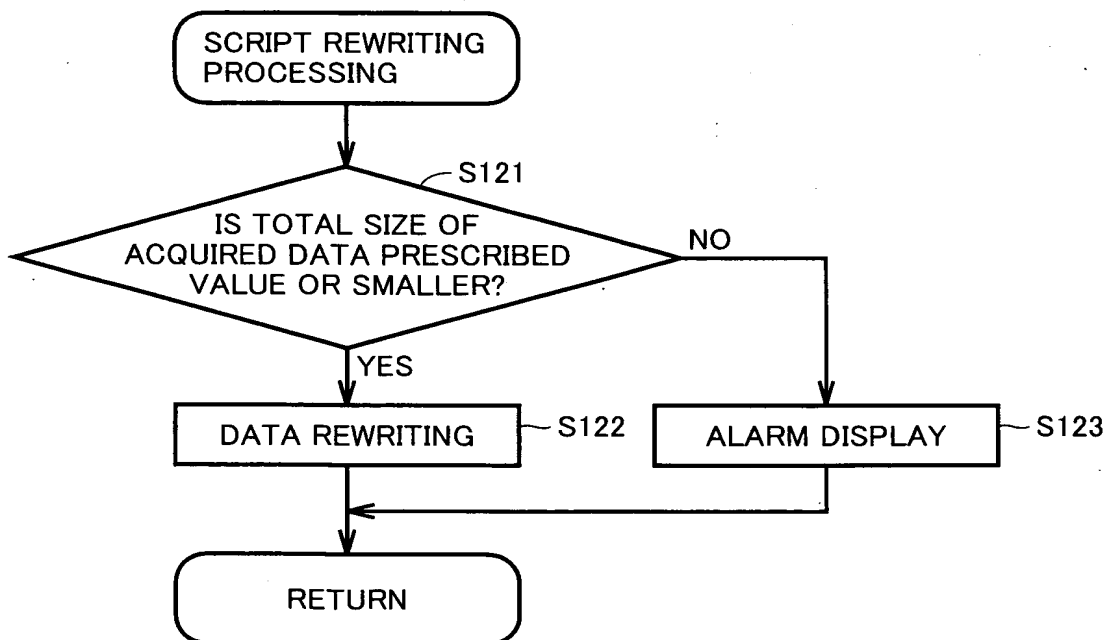 SCRIPT REWRITING
PROCESSING
S121
IS TOTAL SIZE OF
ACQUIRED DATA PRESCRIBED
VALUE OR SMALLER?
NO
YES
DATA REWRITING
S122
ALARM DISPLAY
S123
RETURN